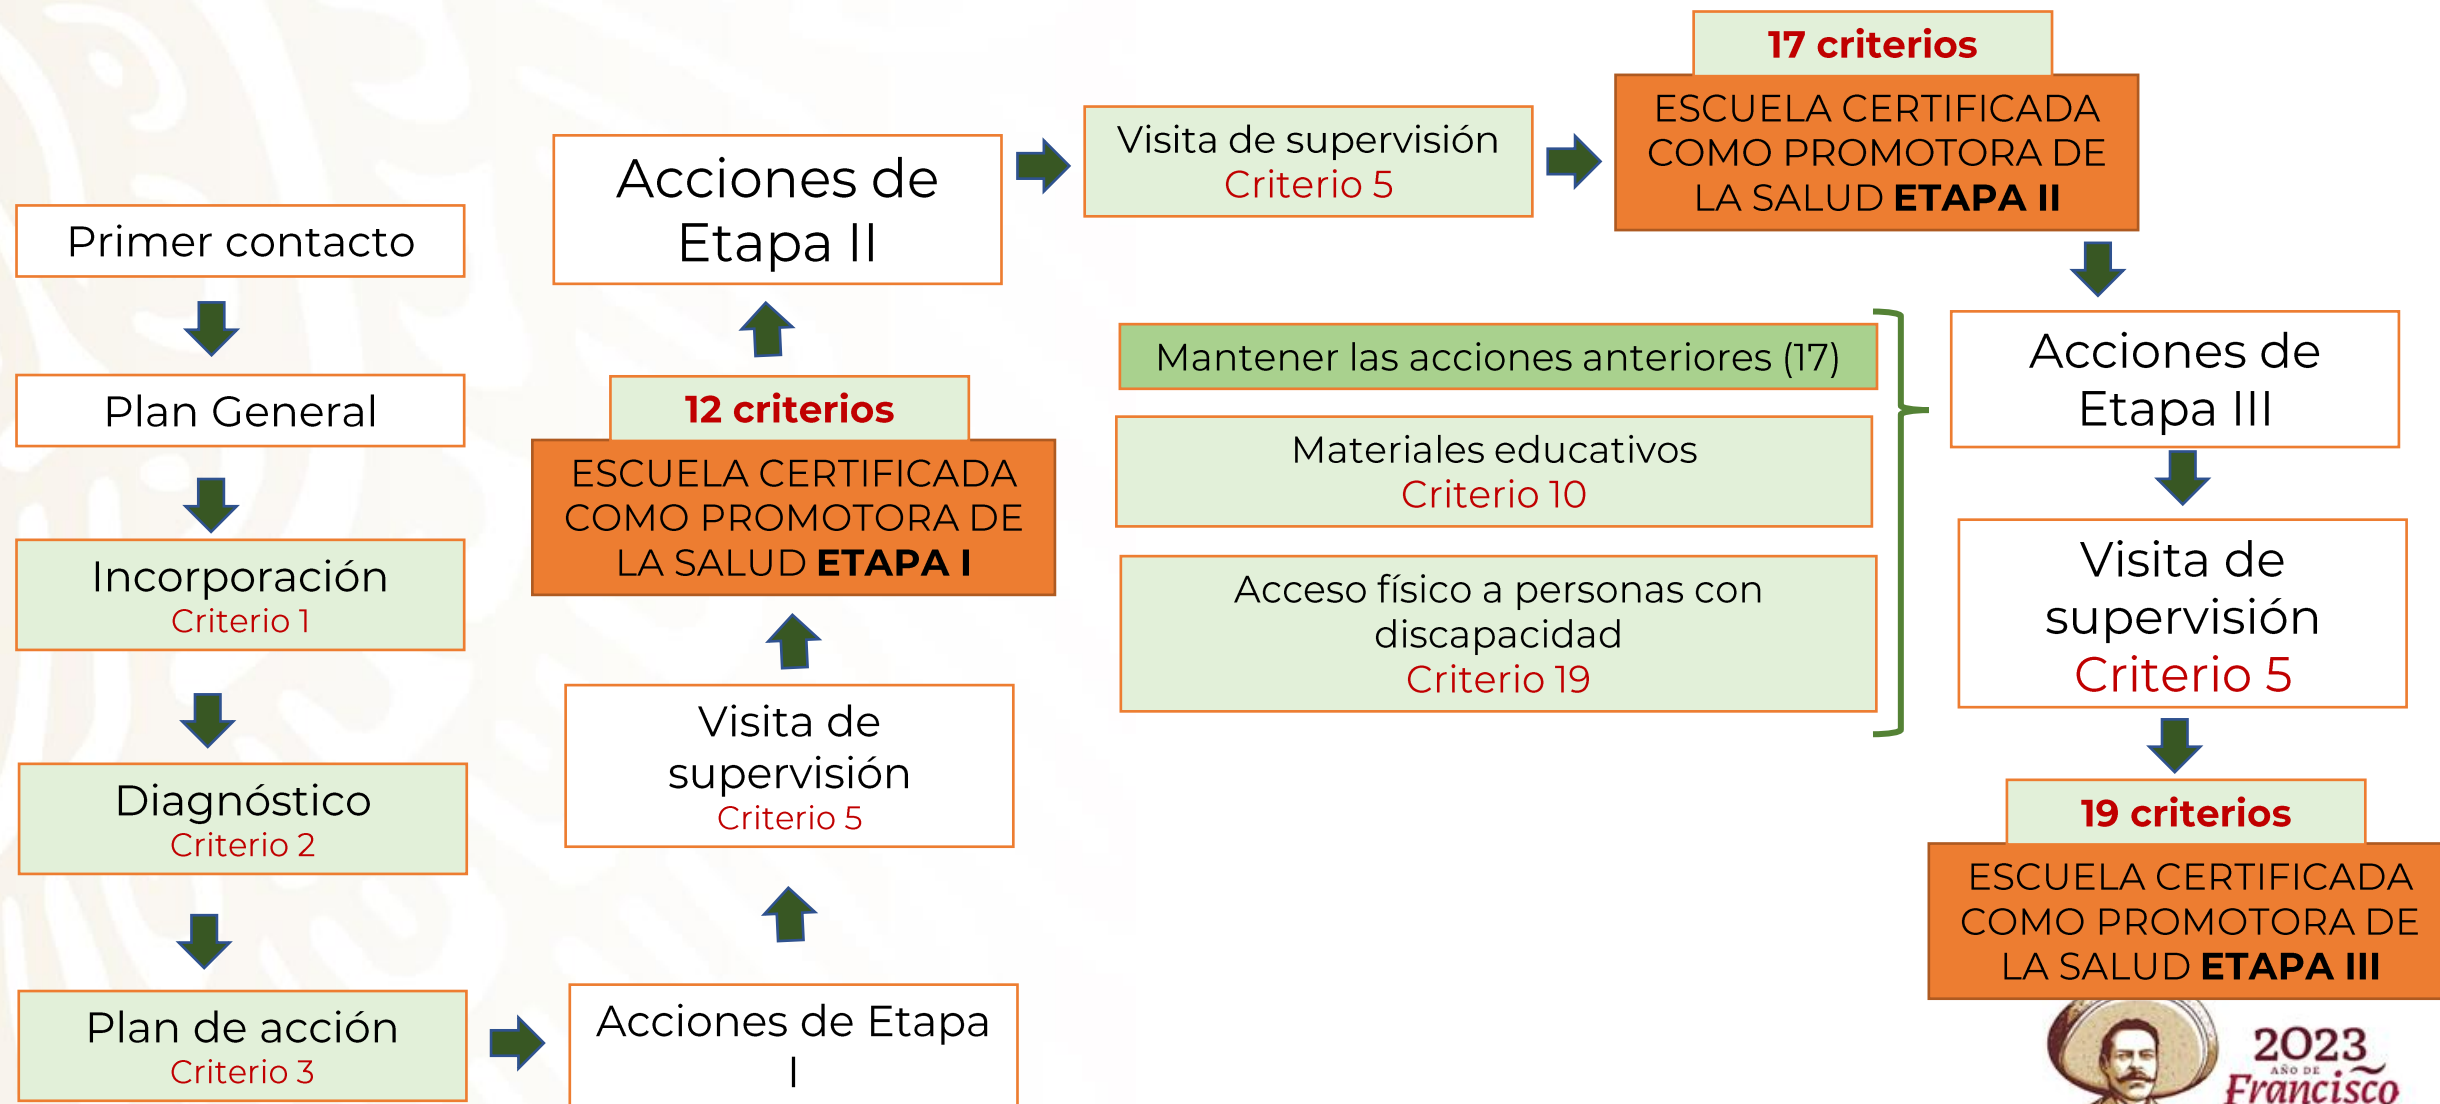 Primer contacto
Plan General
Incorporación
Criterio 1
Diagnóstico
Criterio 2
Plan de acción
Criterio 3
Acciones de Etapa
I
Visita de
supervisión
Criterio 5
12 criterios
ESCUELA CERTIFICADA
COMO PROMOTORA DE
LA SALUD ETAPA I
Acciones de
Etapa II
Visita de supervisión
Criterio 5
17 criterios
ESCUELA CERTIFICADA
COMO PROMOTORA DE
LA SALUD ETAPA II
Mantener las acciones anteriores (17)
Materiales educativos
Criterio 10
Acceso físico a personas con
discapacidad
Criterio 19
Acciones de
Etapa III
Visita de
supervisión
Criterio 5
19 criterios
ESCUELA CERTIFICADA
COMO PROMOTORA DE
LA SALUD ETAPA III
2023
AÑO DE
Francisco